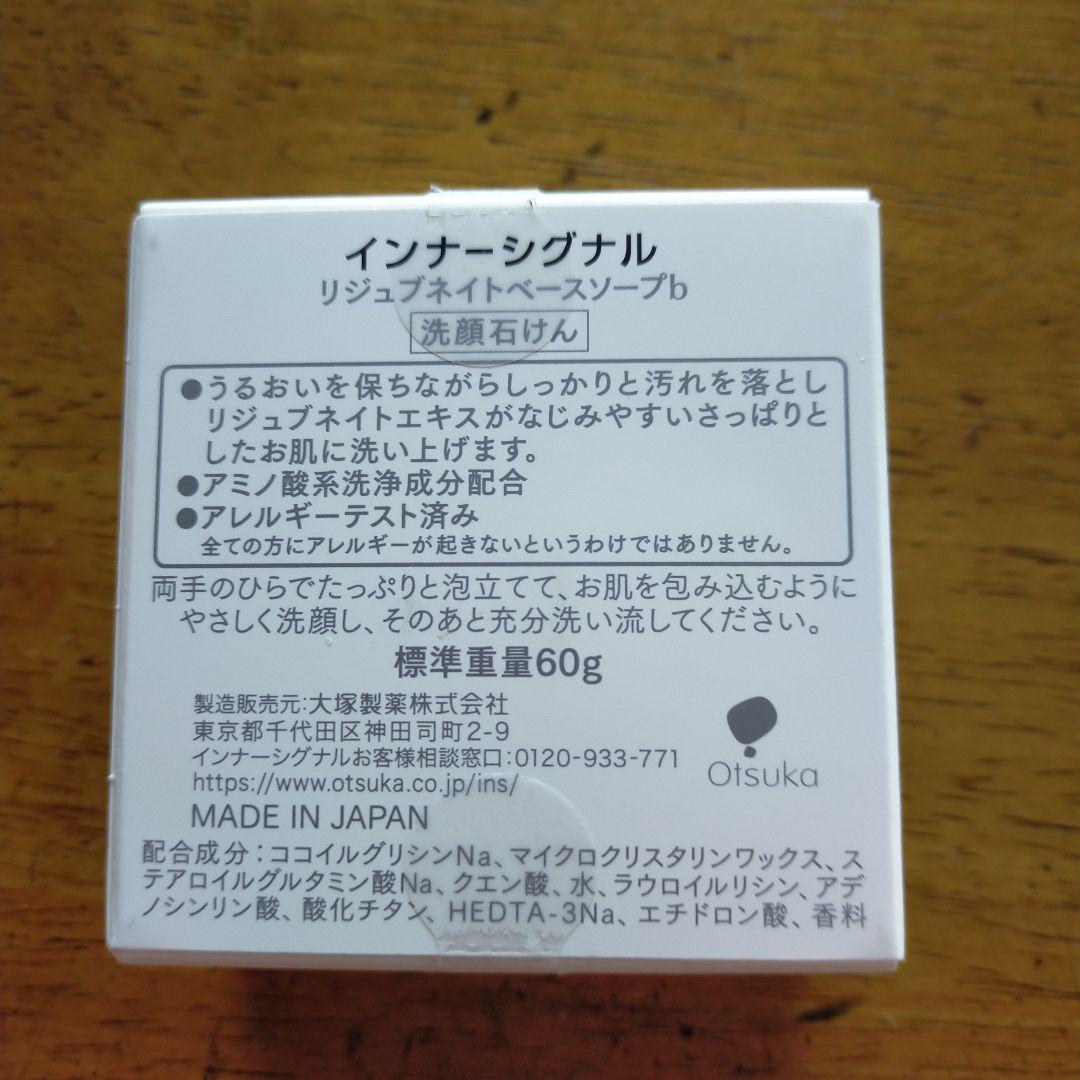 インナーシグナル
リジュブネイトベースソープb
洗顔石けん
●うるおいを保ちながらしっかりと汚れを落とし
リジュブネイトエキスがなじみやすいさっぱりと
したお肌に洗い上げます。
●アミノ酸系洗浄成分配合
●アレルギーテスト済み
全ての方にアレルギーが起きないというわけではありません。
両手のひらでたっぷりと泡立てて、お肌を包み込むように
やさしく洗顔し、そのあと充分洗い流してください。
標準重量60g
製造販売元:大塚製薬株式会社
東京都千代田区神田司町2-9
インナーシグナルお客様相談窓口:0120-933-771
https://www.otsuka.co.jp/ins/
MADE IN JAPAN
Otsuka
配合成分:ココイルグリシンNa、マイクロクリスタリンワックス、ス
テアロイルグルタミン酸Na、クエン酸、水、ラウロイルリシン、アデ
ノシンリン酸、酸化チタン、HEDTA-3Na、エチドロン酸、香料